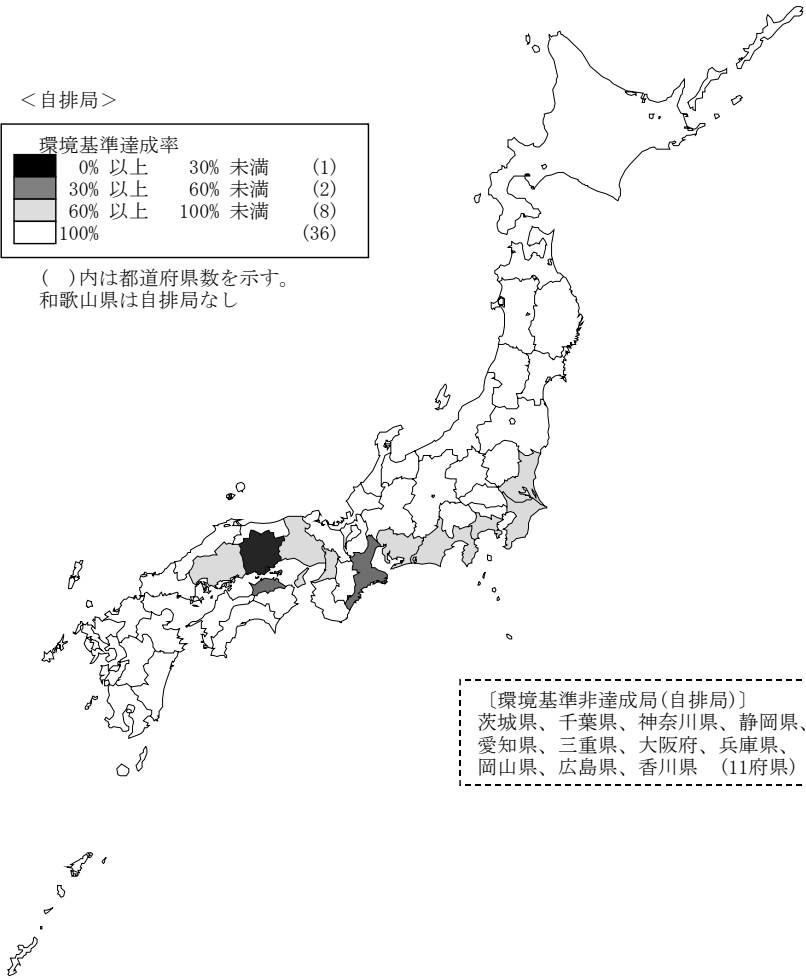 ＜自排局＞
環境基準達成率
0% 以上 30% 未満 (1)
30% 以上 60% 未満 (2)
60% 以上 100% 未満 (8)
100% (36)
( )内は都道府県数を示す。
和歌山県は自排局なし
〔環境基準非達成局(自排局)〕
茨城県、千葉県、神奈川県、静岡県、
愛知県、三重県、大阪府、兵庫県、
岡山県、広島県、香川県 (11府県)